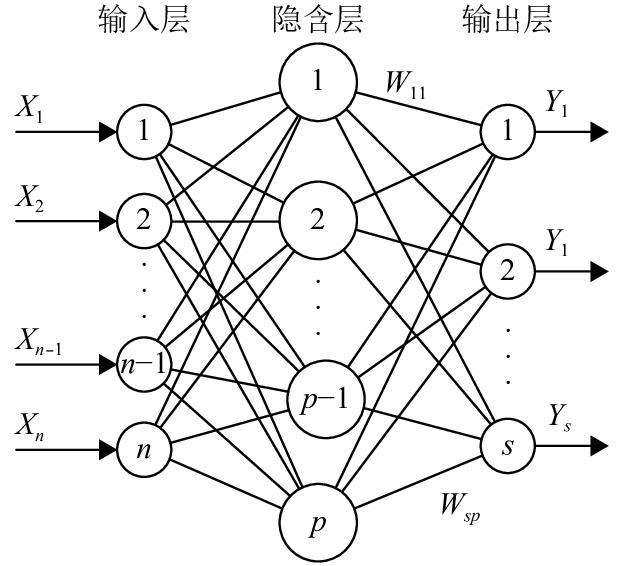 输入层 隐含层 输出层
1 W11
X1 1 1 Y1
X2 2 2
2 Y1
Xn-1 n-1
p-1
Xn n s Ys
Wsp
p